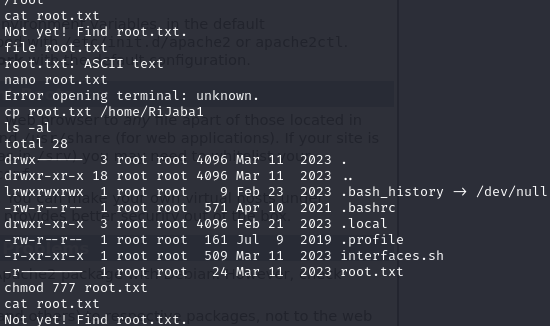 /root
cat root.txt
Not yet! Find root.txt.
file root.txt
root.txt: ASCII text
nano root.txt
Error opening terminal: unknown.
cp root.txt /home/RiJaba1
ls -al
total 28
drwx------  3 root root 4096 Mar 11  2023 .
drwxr-xr-x 18 root root 4096 Mar 11  2023 ..
lrwxrwxrwx  1 root root    9 Feb 23  2023 .bash_history -> /dev/null
-rw-r--r--  1 root root  571 Apr 10  2021 .bashrc
drwxr-xr-x  3 root root 4096 Feb 21  2023 .local
-rw-r--r--  1 root root  161 Jul  9  2019 .profile
-r-xr-xr-x  1 root root  509 Mar 11  2023 interfaces.sh
-r--------  1 root root   24 Mar 11  2023 root.txt
chmod 777 root.txt
cat root.txt
Not yet! Find root.txt.